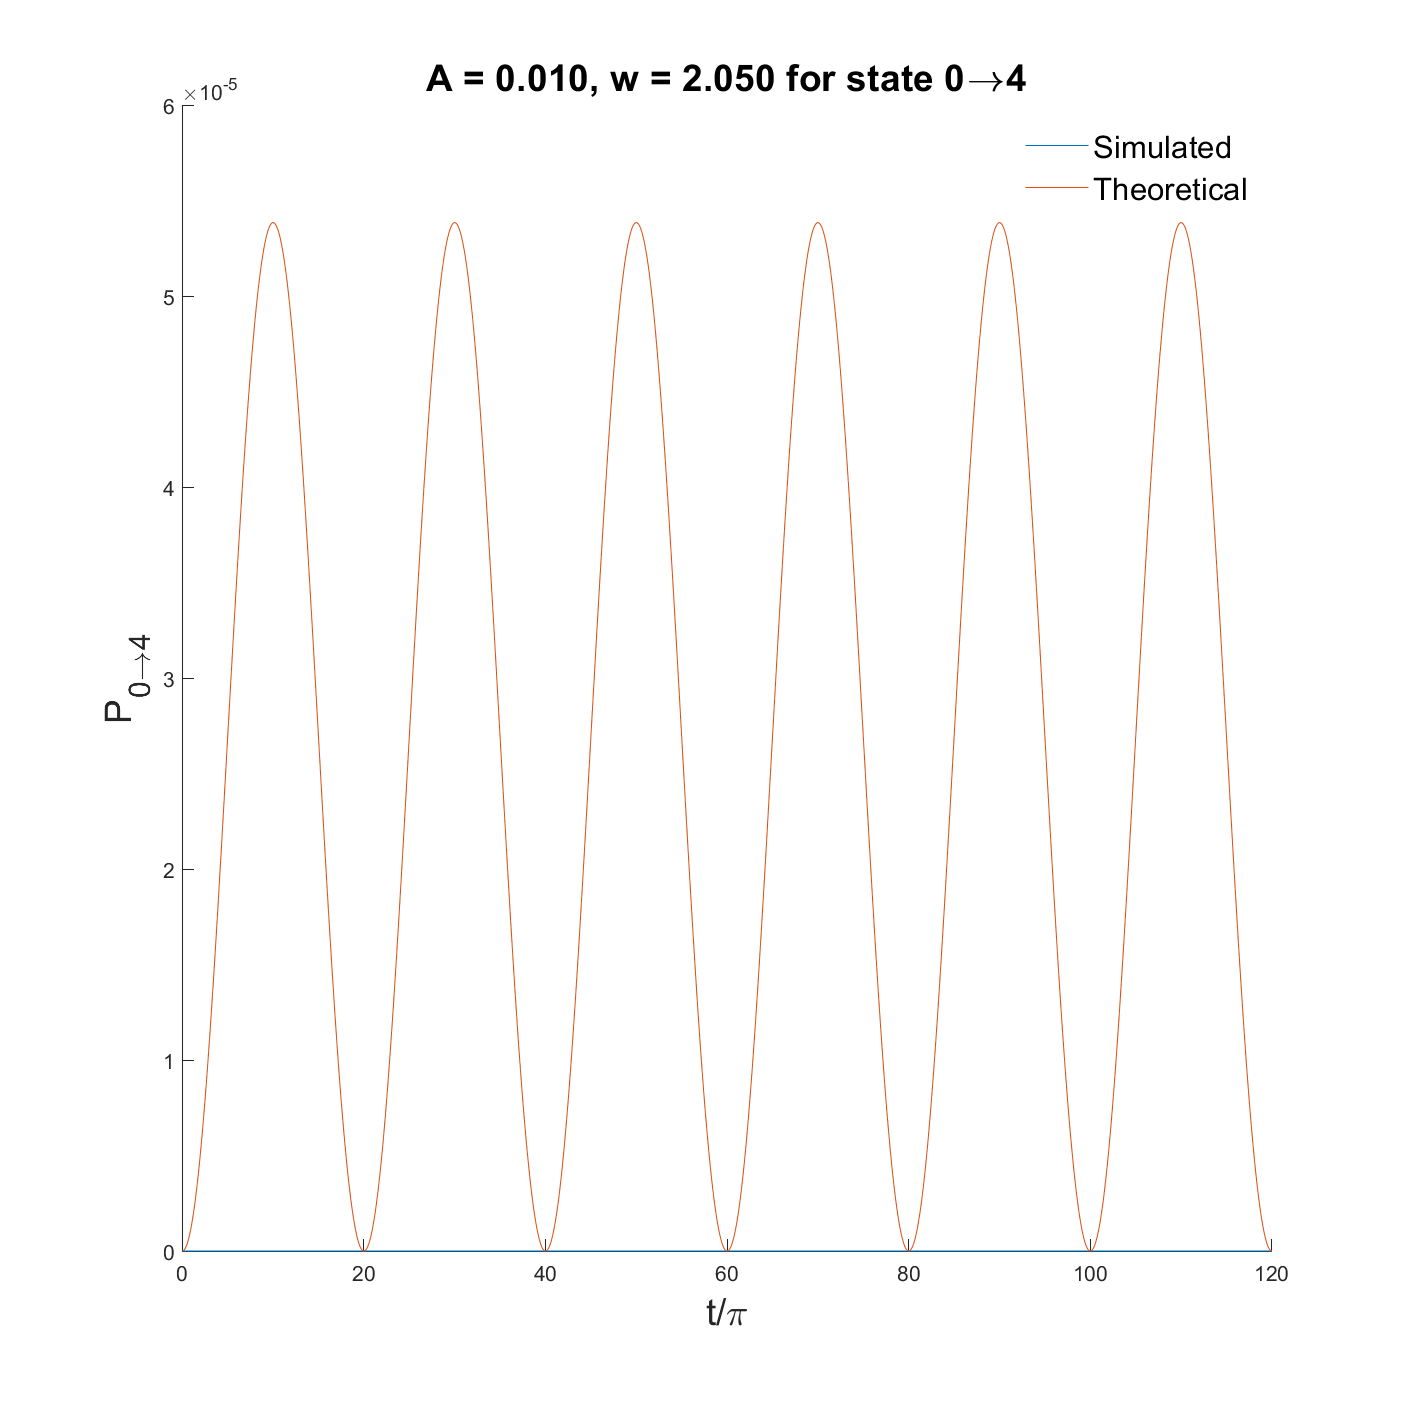 A = 0.010, w = 2.050 for state 0→4
×10-5
Simulated
Theoretical
6
5
4
3
2
1
0
P0→4
0 20 40 60 80 100 120
t/π